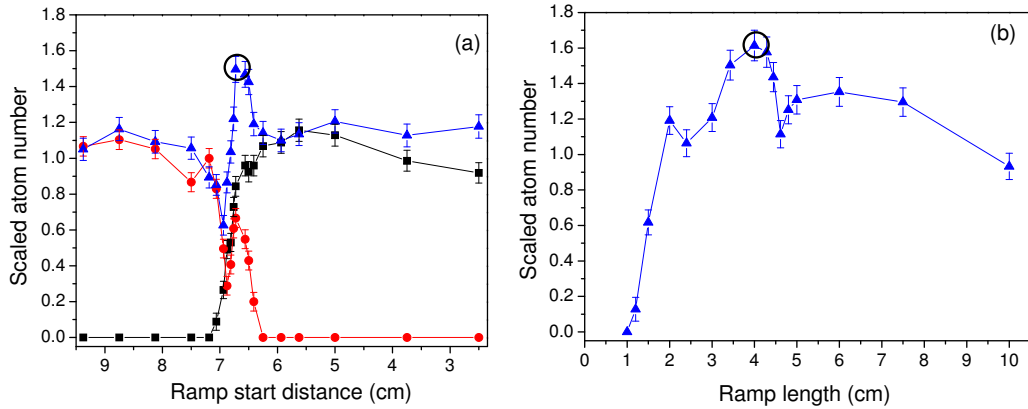 (a)
Scaled atom number
1.8
1.6
1.4
1.2
1.0
0.8
0.6
0.4
0.2
0.0
9 8 7 6 5 4 3
Ramp start distance (cm)
(b)
Scaled atom number
1.8
1.6
1.4
1.2
1.0
0.8
0.6
0.4
0.2
0.0
0 1 2 3 4 5 6 7 8 9 10
Ramp length (cm)